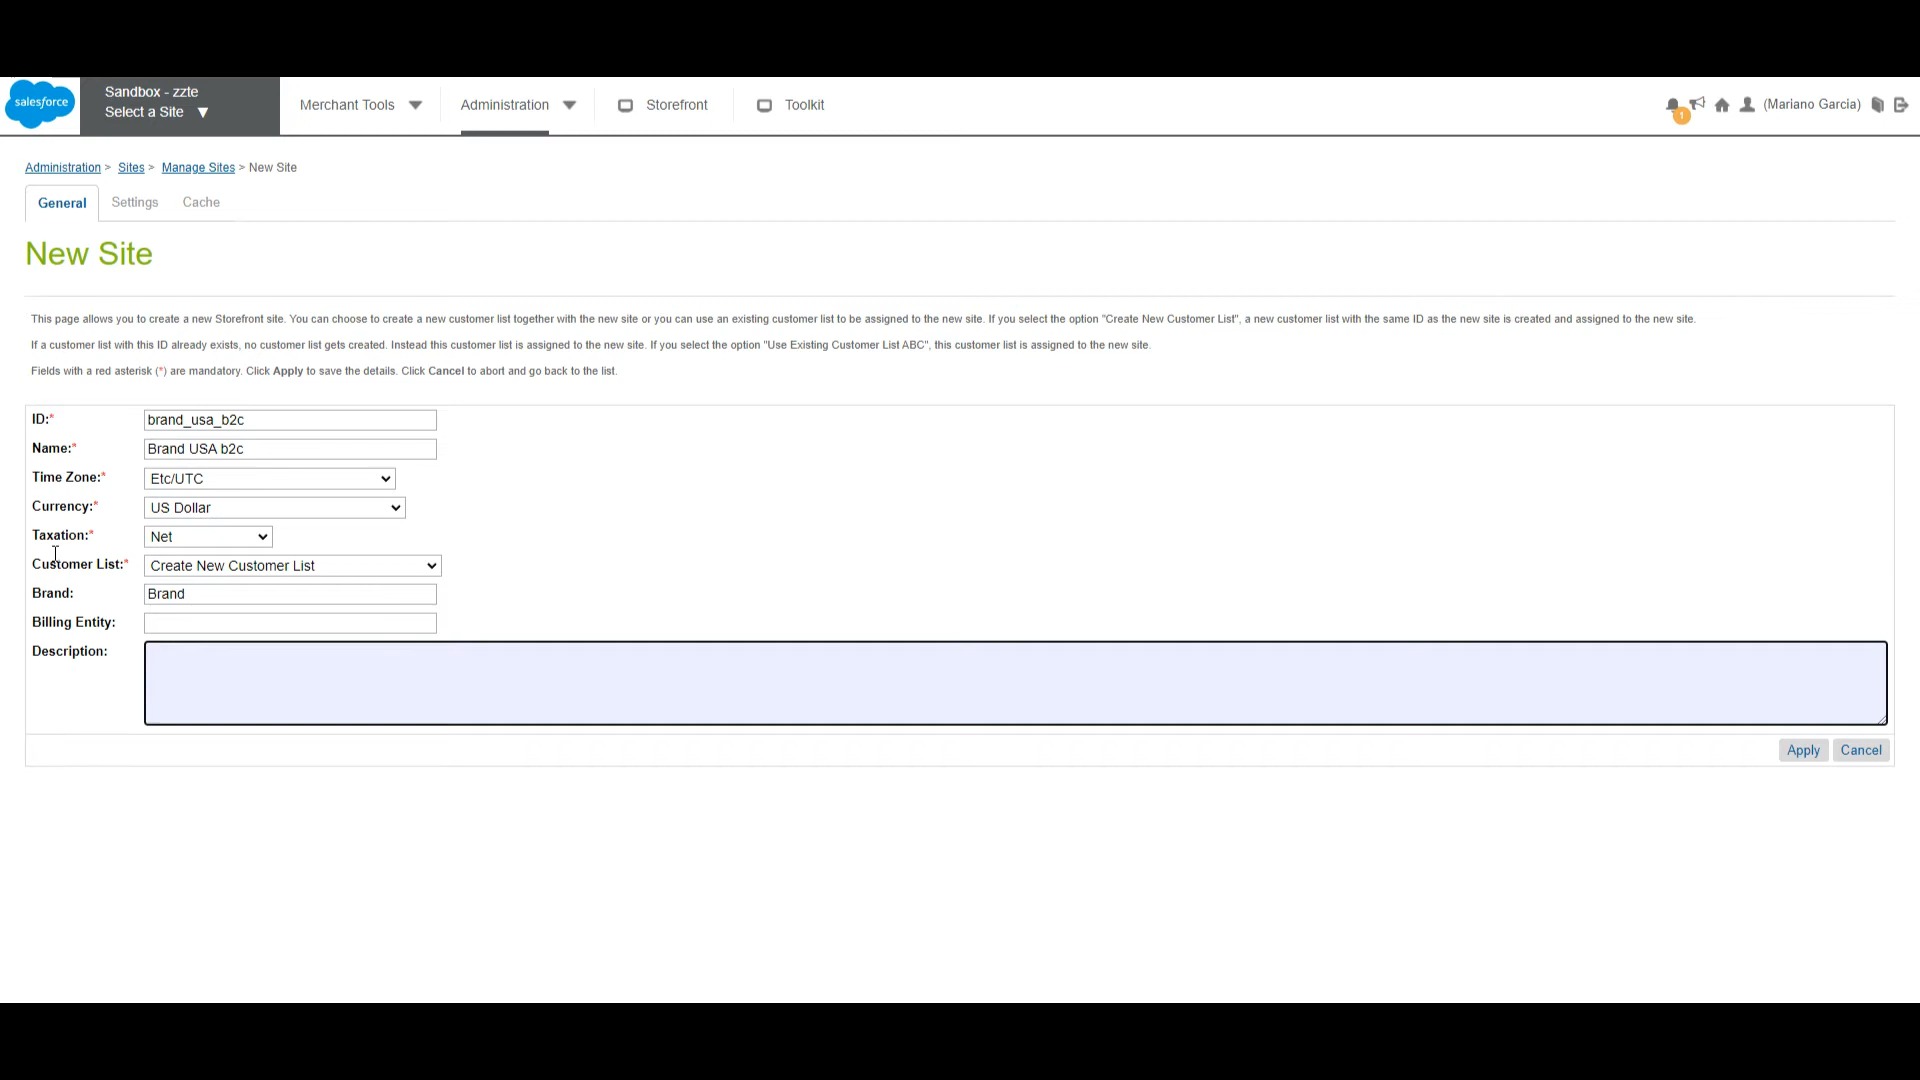 salesforce
Sandbox - zzte
Select a Site ▼
Merchant Tools
Administration
Storefront
Toolkit
1
(Mariano Garcia)
Administration > Sites > Manage Sites > New Site
General
Settings
Cache
New Site
This page allows you to create a new Storefront site. You can choose to create a new customer list together with the new site or you can use an existing customer list to be assigned to the new site. If you select the option "Create New Customer List", a new customer list with the same ID as the new site is created and assigned to the new site.
If a customer list with this ID already exists, no customer list gets created. Instead this customer list is assigned to the new site. If you select the option "Use Existing Customer List ABC", this customer list is assigned to the new site.
Fields with a red asterisk (*) are mandatory. Click Apply to save the details. Click Cancel to abort and go back to the list.
ID:* brand_usa_b2c
Name:* Brand USA b2c
Time Zone:* Etc/UTC
Currency:* US Dollar
Taxation:* Net
Customer List:* Create New Customer List
Brand: Brand
Billing Entity:
Description:
Apply Cancel